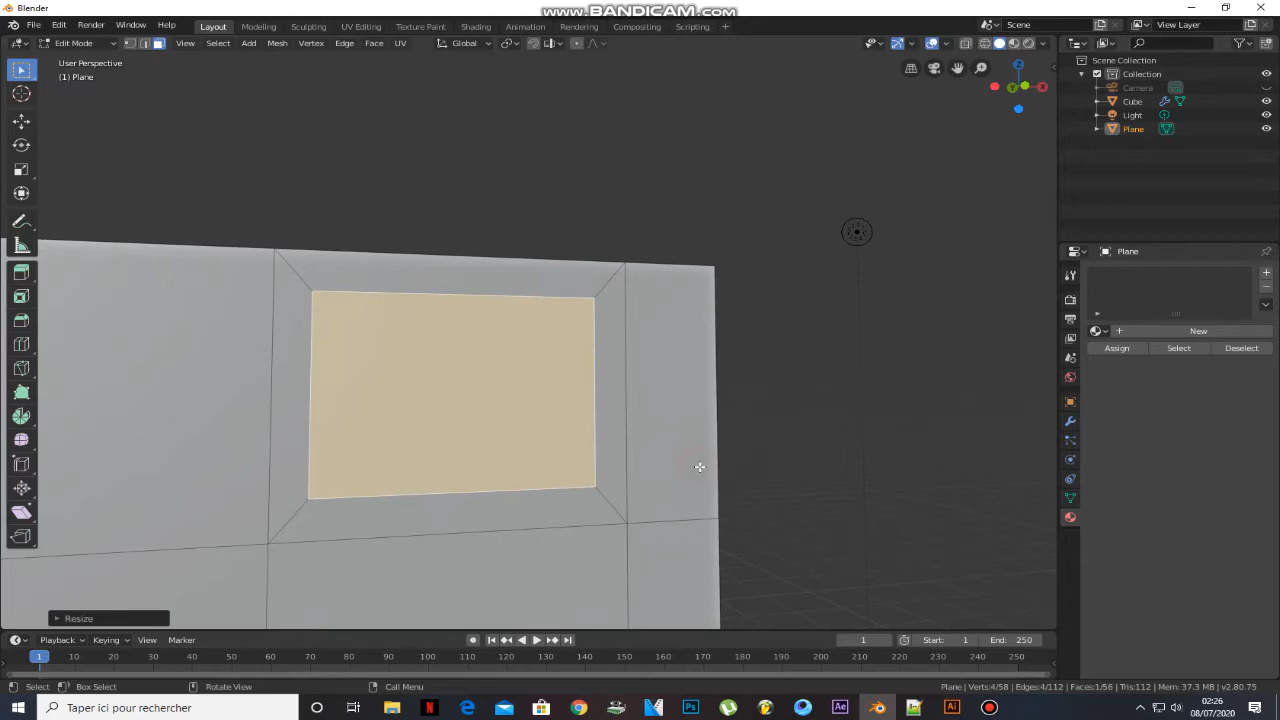 Blender
www.BANDICAM.com
File Edit Render Window Help Layout Modeling Sculpting UV Editing Texture Paint Shading Animation Rendering Compositing Scripting + Scene View Layer
Edit Mode View Select Add Mesh Vertex Edge Face UV Global
User Perspective
(1) Plane
Z
Y
X
Scene Collection
Collection
Camera
Cube
Light
Plane
Plane
New
Assign Select Deselect
Resize
Playback Keying View Marker 1 Start: 1 End: 250
1 10 20 30 40 50 60 70 80 90 100 110 120 130 140 150 160 170 180 190 200 210 220 230 240 250
Select Box Select Rotate View Call Menu Plane | Verts:4/58 | Edges:4/112 | Faces:1/56 | Tris:112 | Mem: 37.3 MB | v2.80.75
Taper ici pour rechercher
02:26
08/07/2020